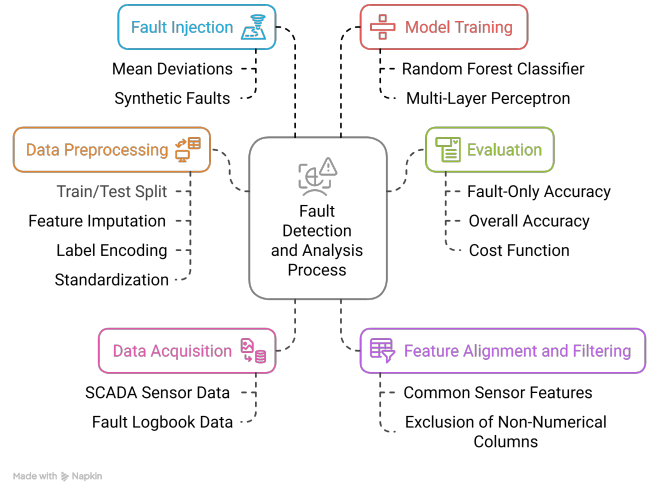 Fault Injection
Mean Deviations
Synthetic Faults
Model Training
Random Forest Classifier
Multi-Layer Perceptron
Data Preprocessing
Train/Test Split
Feature Imputation
Label Encoding
Standardization
Fault
Detection
and Analysis
Process
Evaluation
Fault-Only Accuracy
Overall Accuracy
Cost Function
Data Acquisition
SCADA Sensor Data
Fault Logbook Data
Feature Alignment and Filtering
Common Sensor Features
Exclusion of Non-Numerical
Columns
Made with Napkin